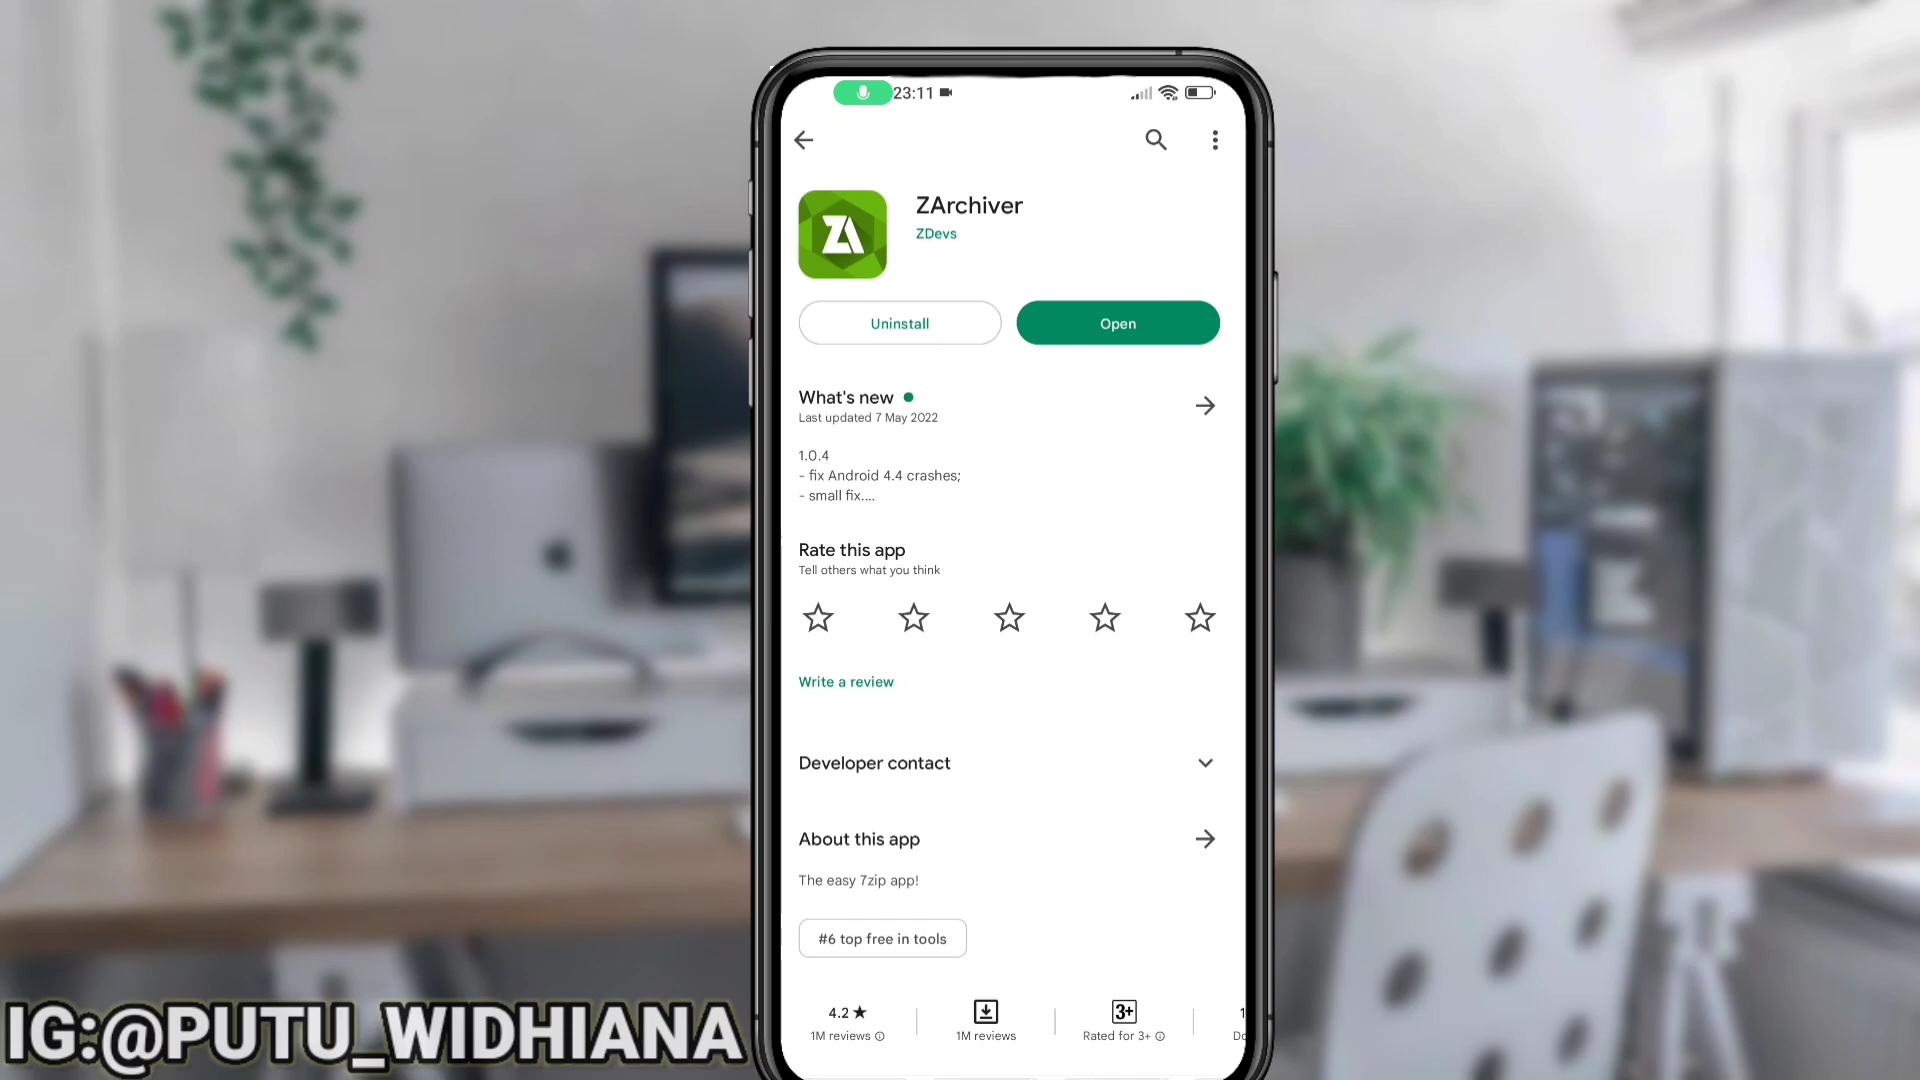 23:11
ZA
ZArchiver
ZDevs
Uninstall
Open
What's new
Last updated 7 May 2022
1.0.4
- fix Android 4.4 crashes;
- small fix....
Rate this app
Tell others what you think
Write a review
Developer contact
About this app
The easy 7zip app!
#6 top free in tools
4.2★
1M reviews
1M reviews
3+
Rated for 3+
IG:@PUTU_WIDHIANA